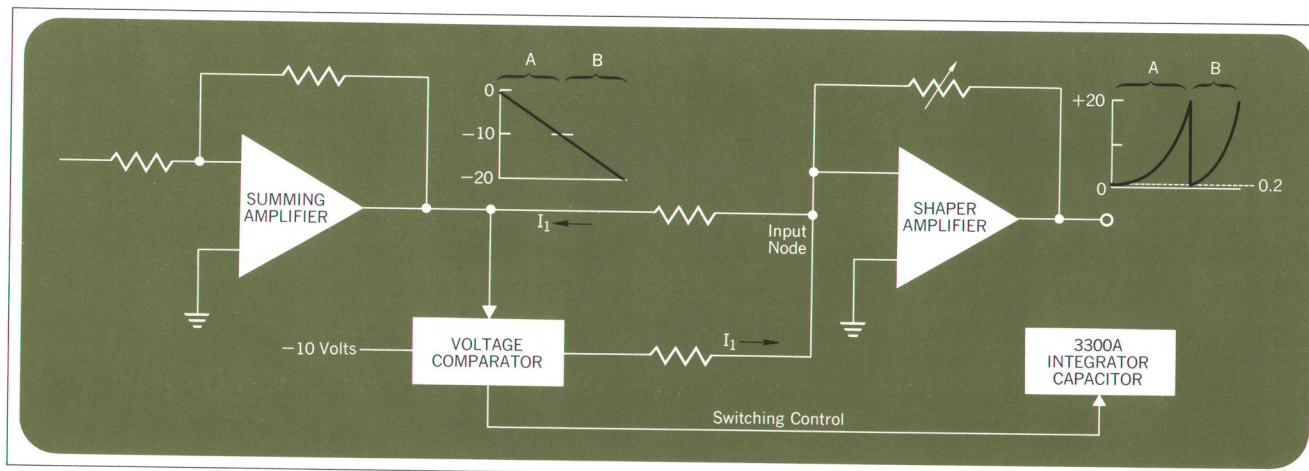 A B
0
−10
−20
SUMMING
AMPLIFIER
I₁
Input
Node
SHAPER
AMPLIFIER
A B
+20
0
0.2
−10 Volts
VOLTAGE
COMPARATOR
I₁
3300A
INTEGRATOR
CAPACITOR
Switching Control